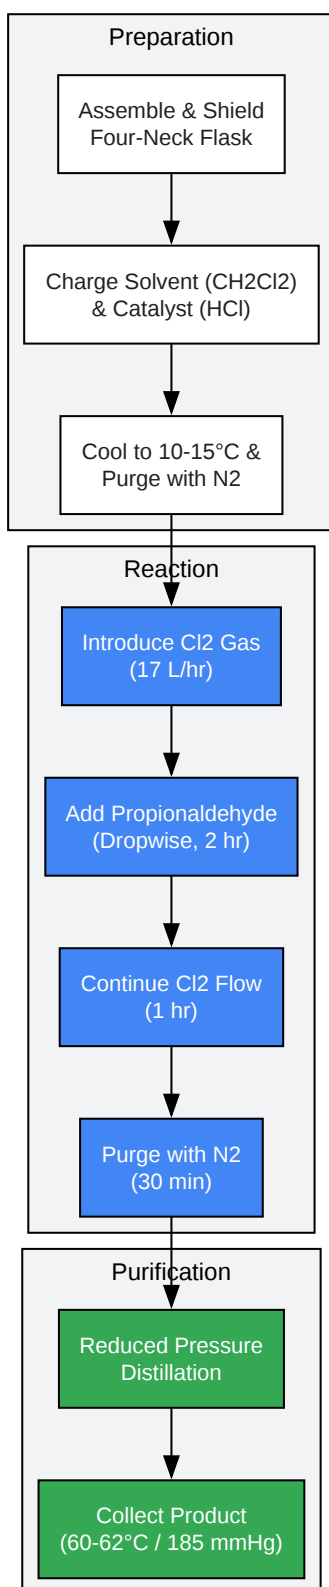 Preparation
Assemble & Shield
Four-Neck Flask
Charge Solvent (CH2Cl2)
& Catalyst (HCl)
Cool to 10-15°C &
Purge with N2
Reaction
Introduce Cl2 Gas
(17 L/hr)
Add Propionaldehyde
(Dropwise, 2 hr)
Continue Cl2 Flow
(1 hr)
Purge with N2
(30 min)
Purification
Reduced Pressure
Distillation
Collect Product
(60-62°C / 185 mmHg)